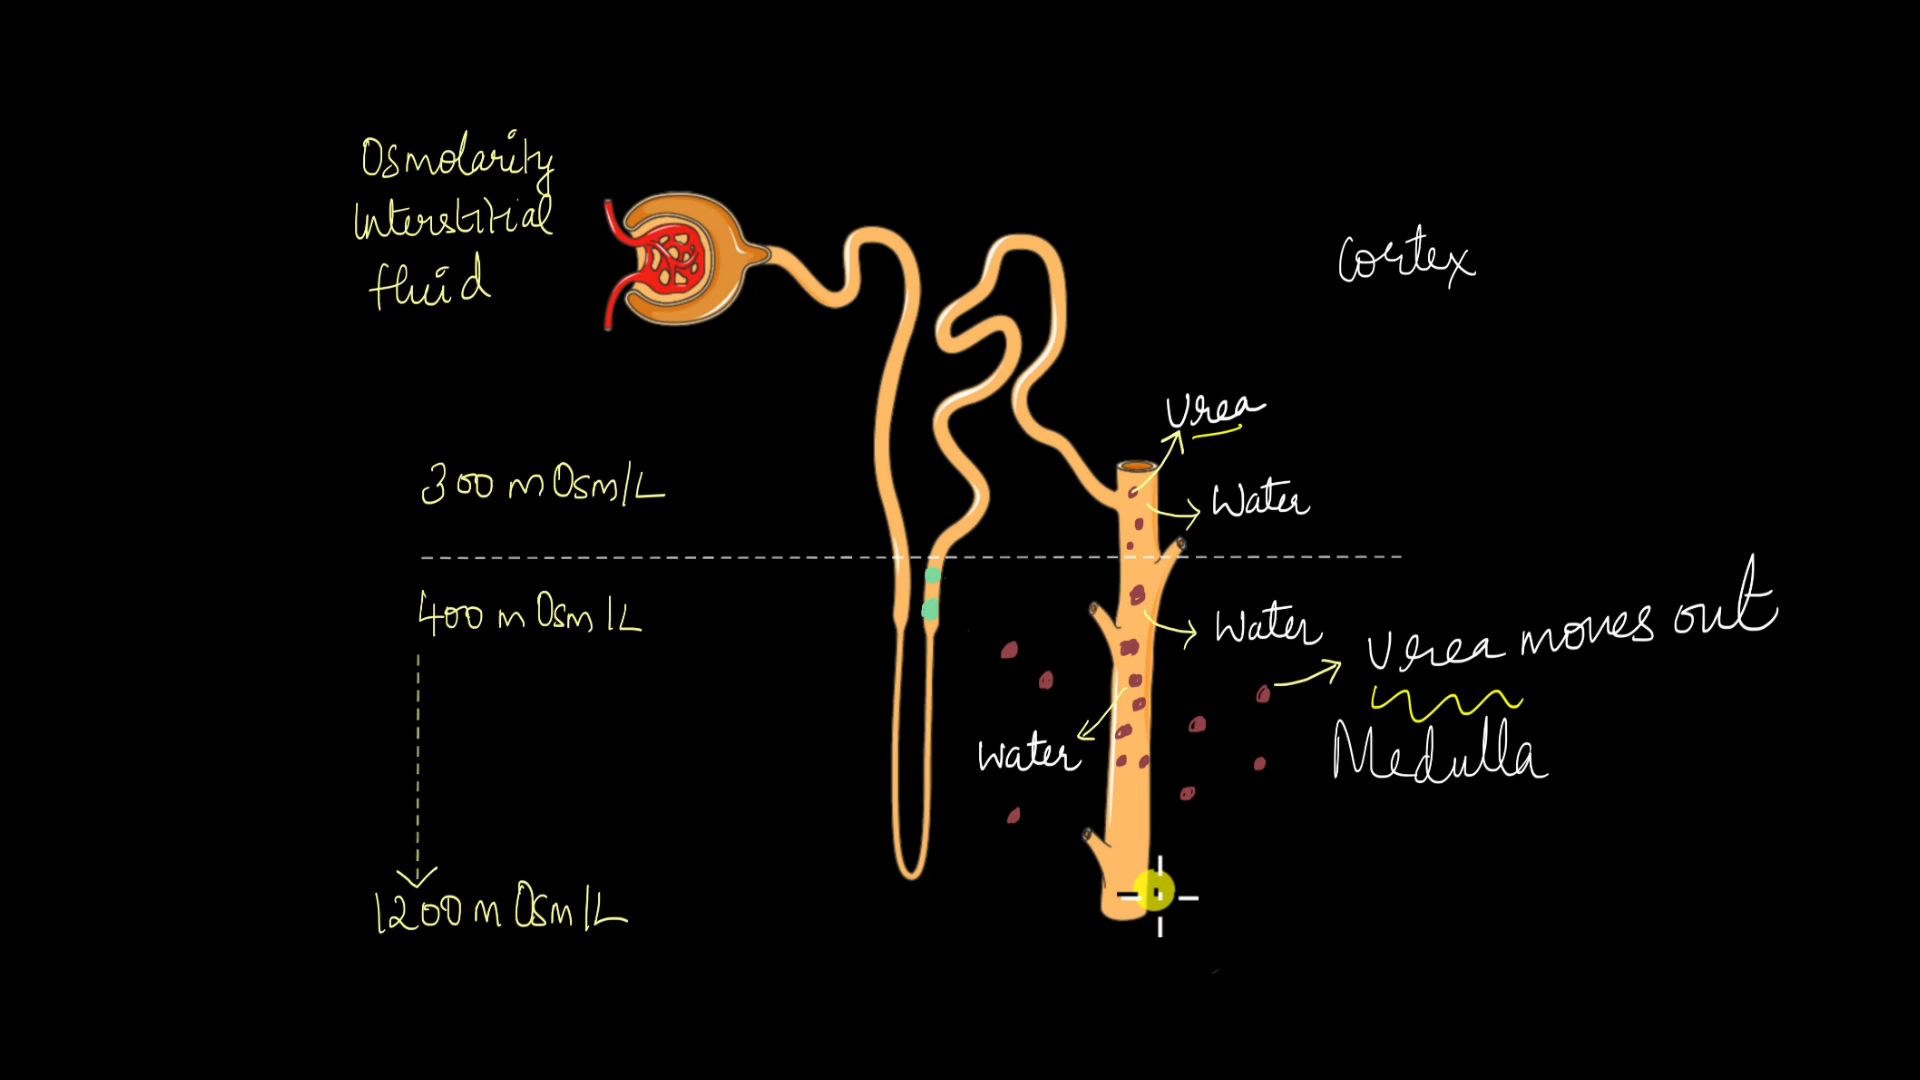 Osmolarity
Interstitial
fluid
Cortex
Urea
300 mOsm/L
Water
400 mOsm/L
Water
Urea moves out
Water
Medulla
1200 mOsm/L